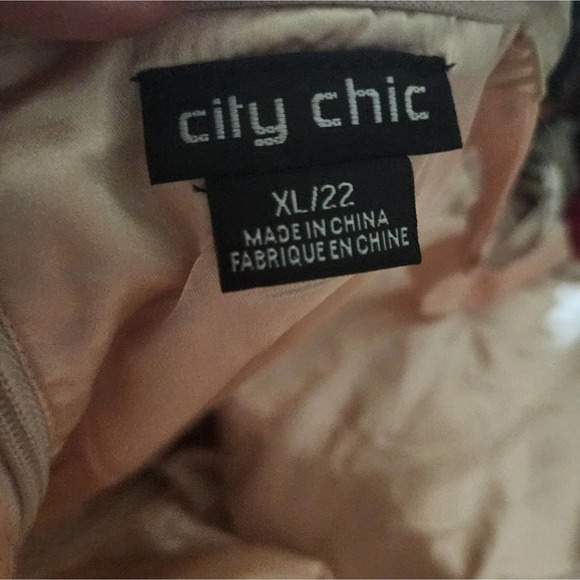 city chic
XL/22
MADE IN CHINA
FABRIQUE EN CHINE